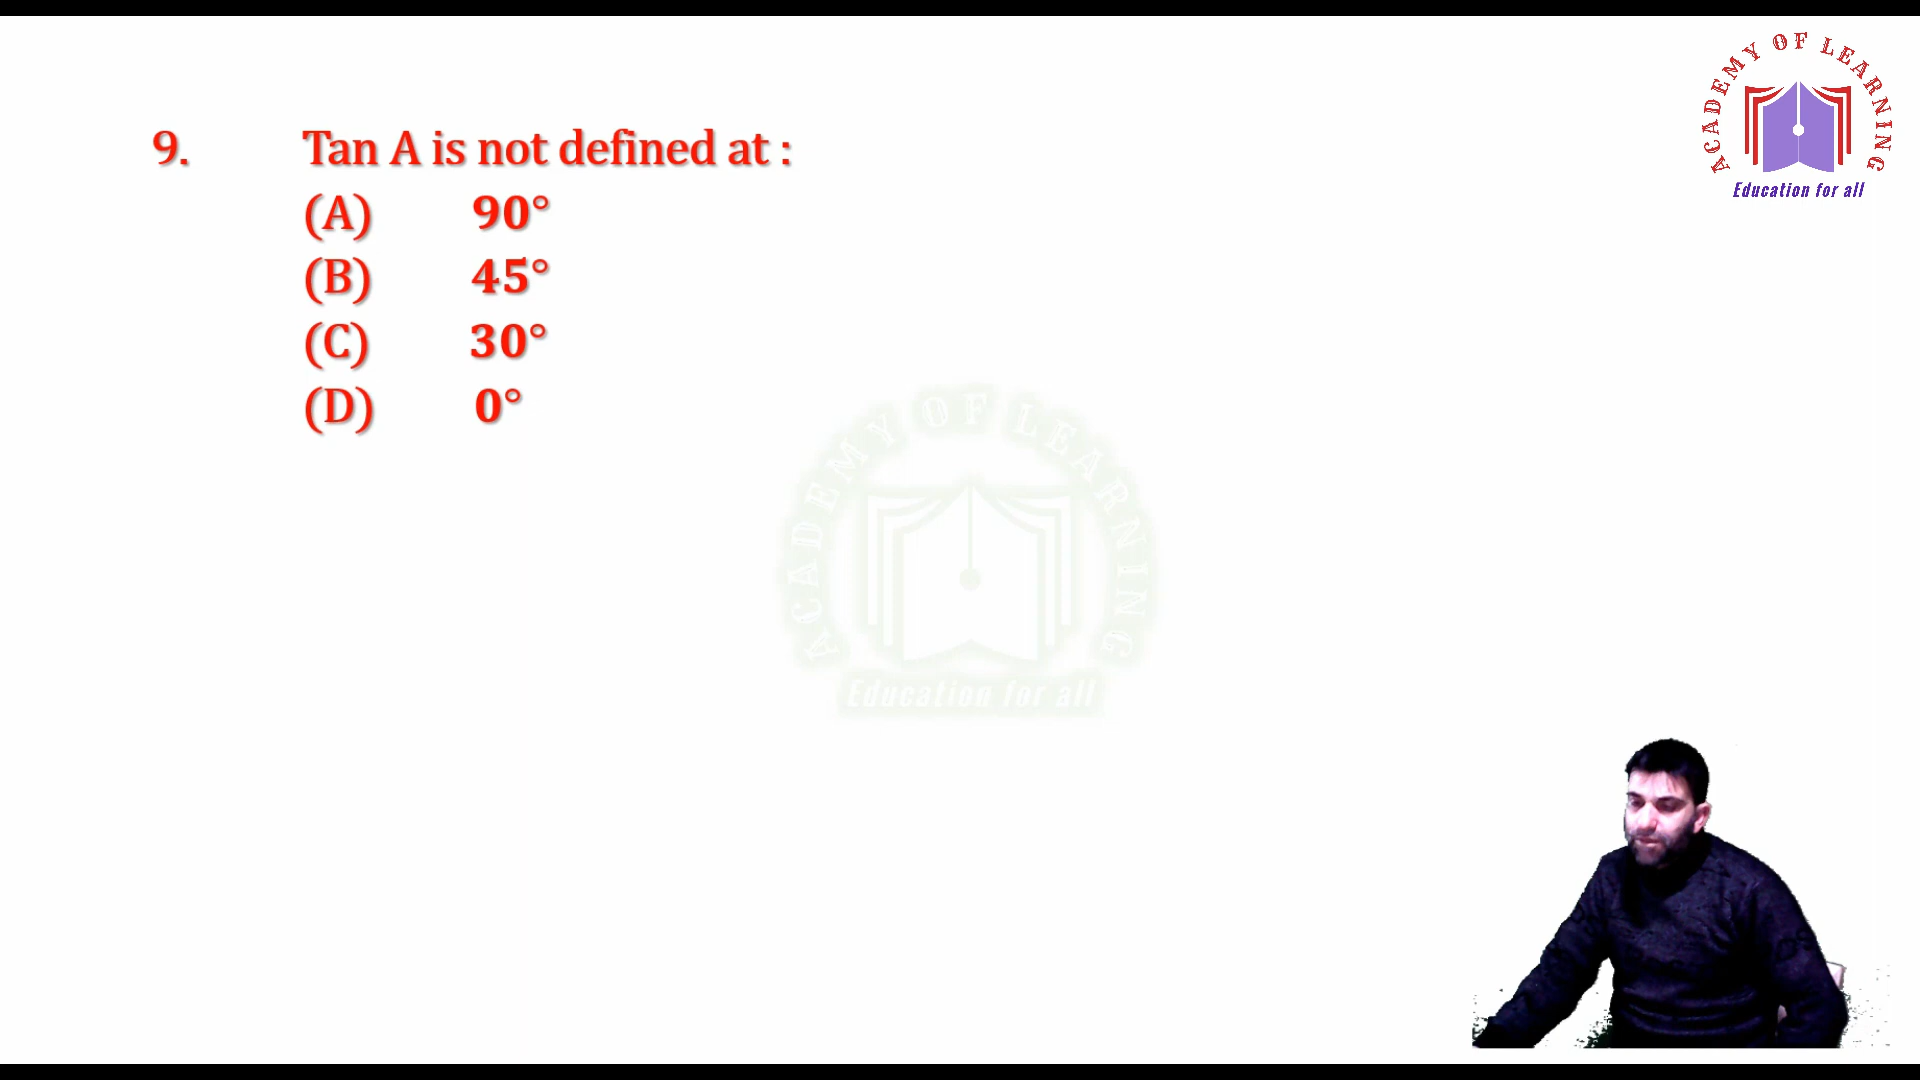 ACADEMY OF LEARNING
Education for all
9. Tan A is not defined at :
(A) 90°
(B) 45°
(C) 30°
(D) 0°
ACADEMY OF LEARNING
Education for all